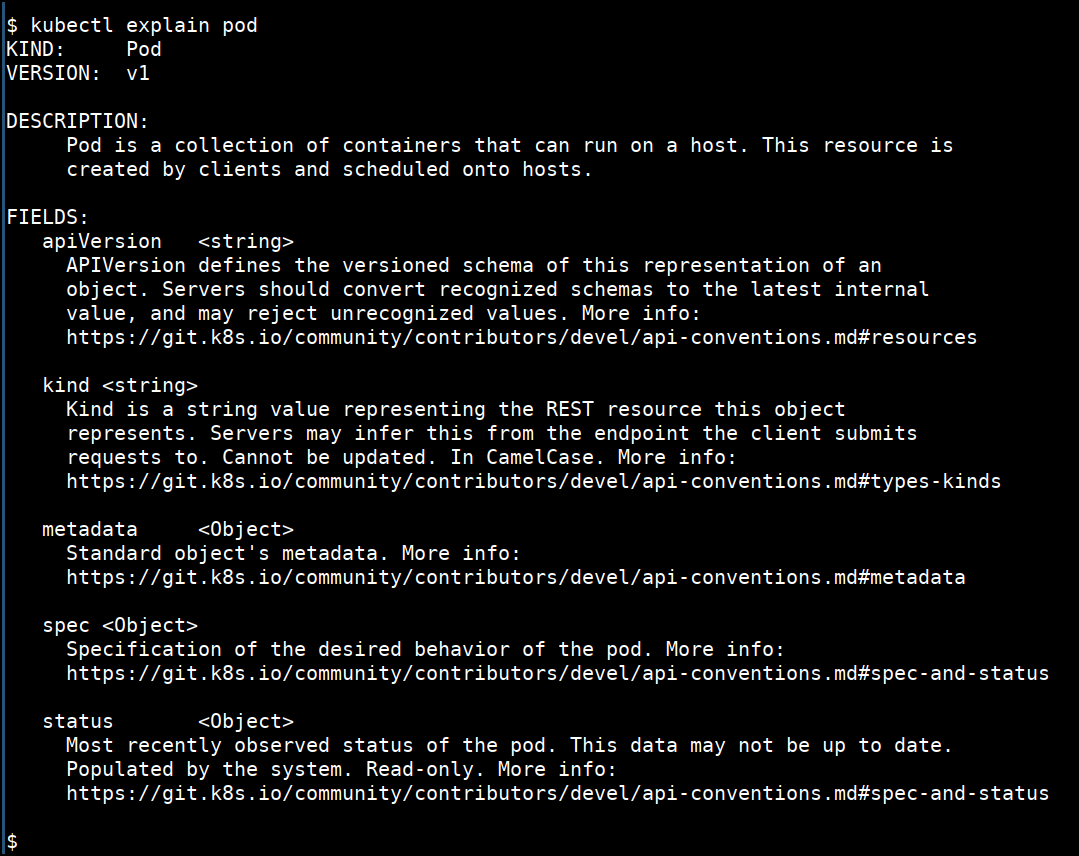 $ kubectl explain pod
KIND:     Pod
VERSION:  v1

DESCRIPTION:
     Pod is a collection of containers that can run on a host. This resource is
     created by clients and scheduled onto hosts.

FIELDS:
   apiVersion   <string>
     APIVersion defines the versioned schema of this representation of an
     object. Servers should convert recognized schemas to the latest internal
     value, and may reject unrecognized values. More info:
     https://git.k8s.io/community/contributors/devel/api-conventions.md#resources

   kind <string>
     Kind is a string value representing the REST resource this object
     represents. Servers may infer this from the endpoint the client submits
     requests to. Cannot be updated. In CamelCase. More info:
     https://git.k8s.io/community/contributors/devel/api-conventions.md#types-kinds

   metadata     <Object>
     Standard object's metadata. More info:
     https://git.k8s.io/community/contributors/devel/api-conventions.md#metadata

   spec <Object>
     Specification of the desired behavior of the pod. More info:
     https://git.k8s.io/community/contributors/devel/api-conventions.md#spec-and-status

   status       <Object>
     Most recently observed status of the pod. This data may not be up to date.
     Populated by the system. Read-only. More info:
     https://git.k8s.io/community/contributors/devel/api-conventions.md#spec-and-status

$